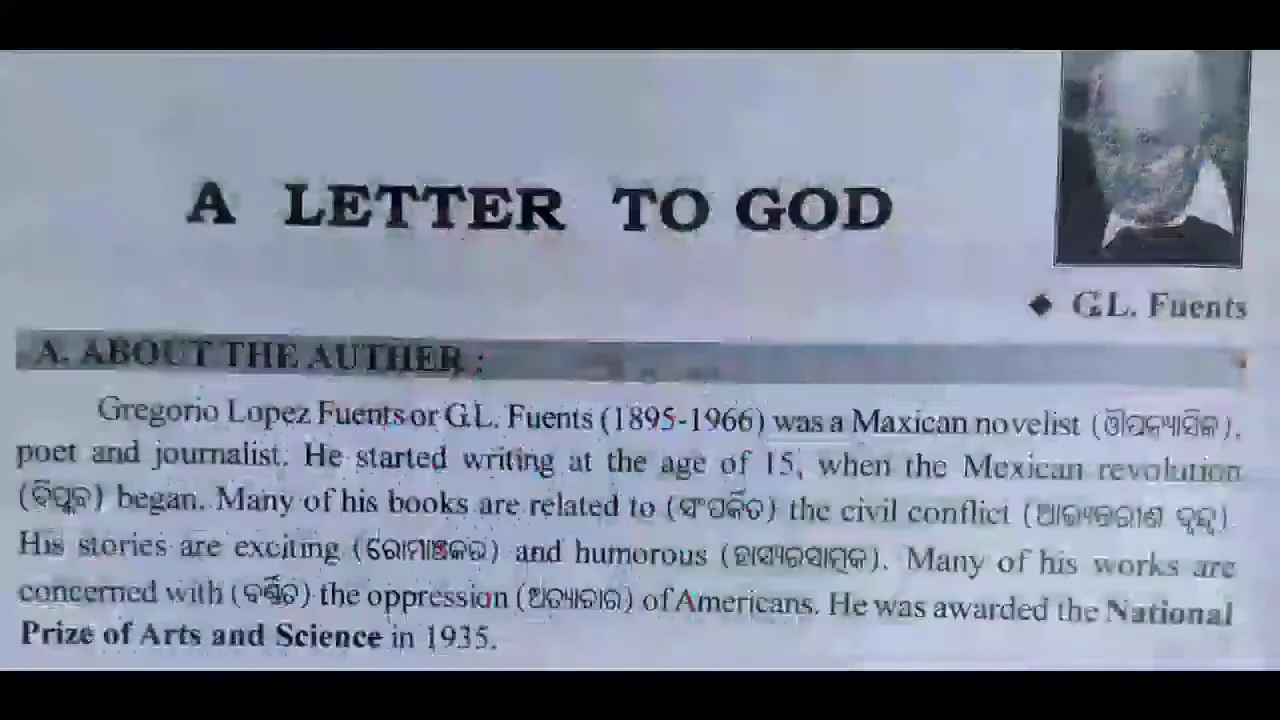 A LETTER TO GOD
◆ G.L. Fuents
A. ABOUT THE AUTHER :
Gregorio Lopez Fuents or G.L. Fuents (1895-1966) was a Maxican novelist (ଔପନ୍ୟାସିକ),
poet and journalist. He started writing at the age of 15, when the Mexican revolution
(ବିପ୍ଳବ) began. Many of his books are related to (ସଂପର୍କିତ) the civil conflict (ଆଭ୍ୟନ୍ତରୀଣ ଦ୍ୱନ୍ଦ୍ୱ)
His stories are exciting (ରୋମାଞ୍ଚକର) and humorous (ହାସ୍ୟରସାତ୍ମକ). Many of his works are
concerned with the oppression (ଅତ୍ୟାଚାର) of Americans. He was awarded the National
Prize of Arts and Science in 1935.